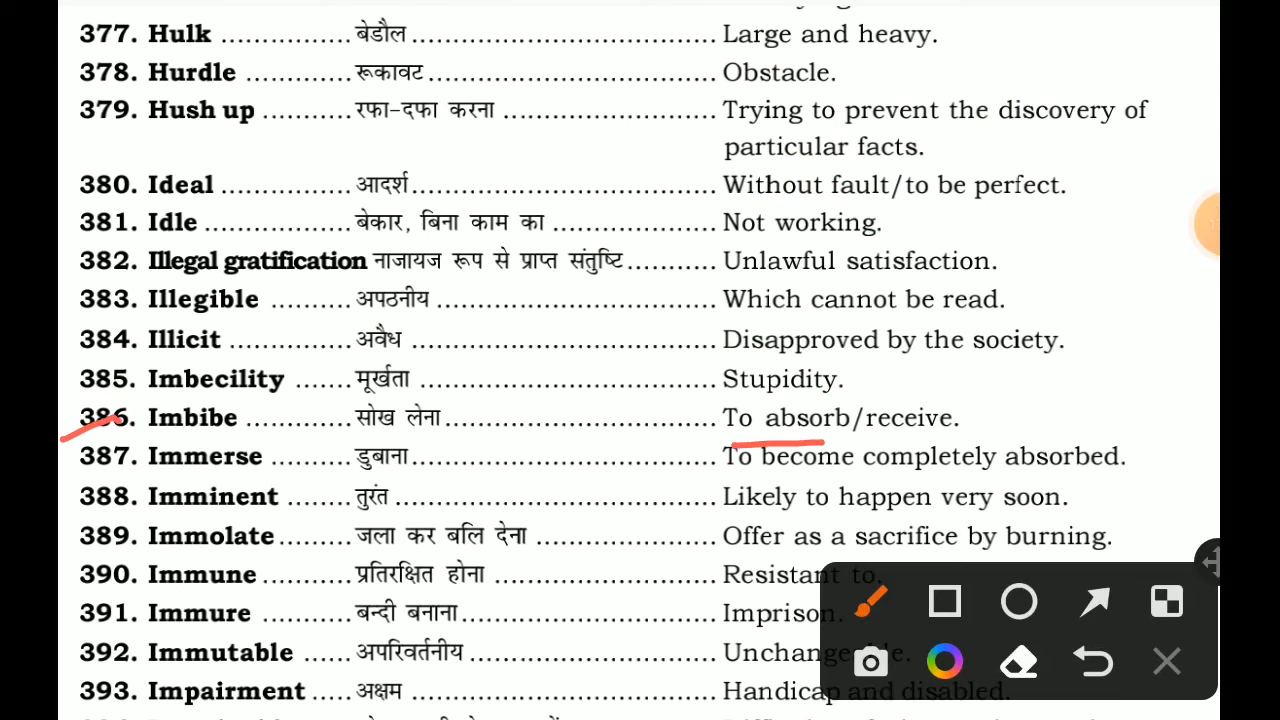 377. Hulk ............. बेडौल ..................................... Large and heavy.
378. Hurdle ............. रूकावट................................... Obstacle.
379. Hush up ...........रफा-दफा करना .......................... Trying to prevent the discovery of
particular facts.
380. Ideal ................आदर्श..................................... Without fault/to be perfect.
381. Idle ..................बेकार, बिना काम का .................... Not working.
382. Illegal gratification नाजायज रूप से प्राप्त संतुष्टि........... Unlawful satisfaction.
383. Illegible ..........अपठनीय .................................. Which cannot be read.
384. Illicit ...............अवैध ..................................... Disapproved by the society.
385. Imbecility .......मूर्खता .................................... Stupidity.
386. Imbibe .............सोख लेना................................. To absorb/receive.
387. Immerse ...........डुबाना..................................... To become completely absorbed.
388. Imminent ........तुरंत ....................................... Likely to happen very soon.
389. Immolate.........जला कर बलि देना ....................... Offer as a sacrifice by burning.
390. Immune ...........प्रतिरक्षित होना ............................ Resistant to.
391. Immure ............बन्दी बनाना............................... Imprison.
392. Immutable ......अपरिवर्तनीय .............................. Unchangeable.
393. Impairment .....अक्षम ..................................... Handicap and disabled.